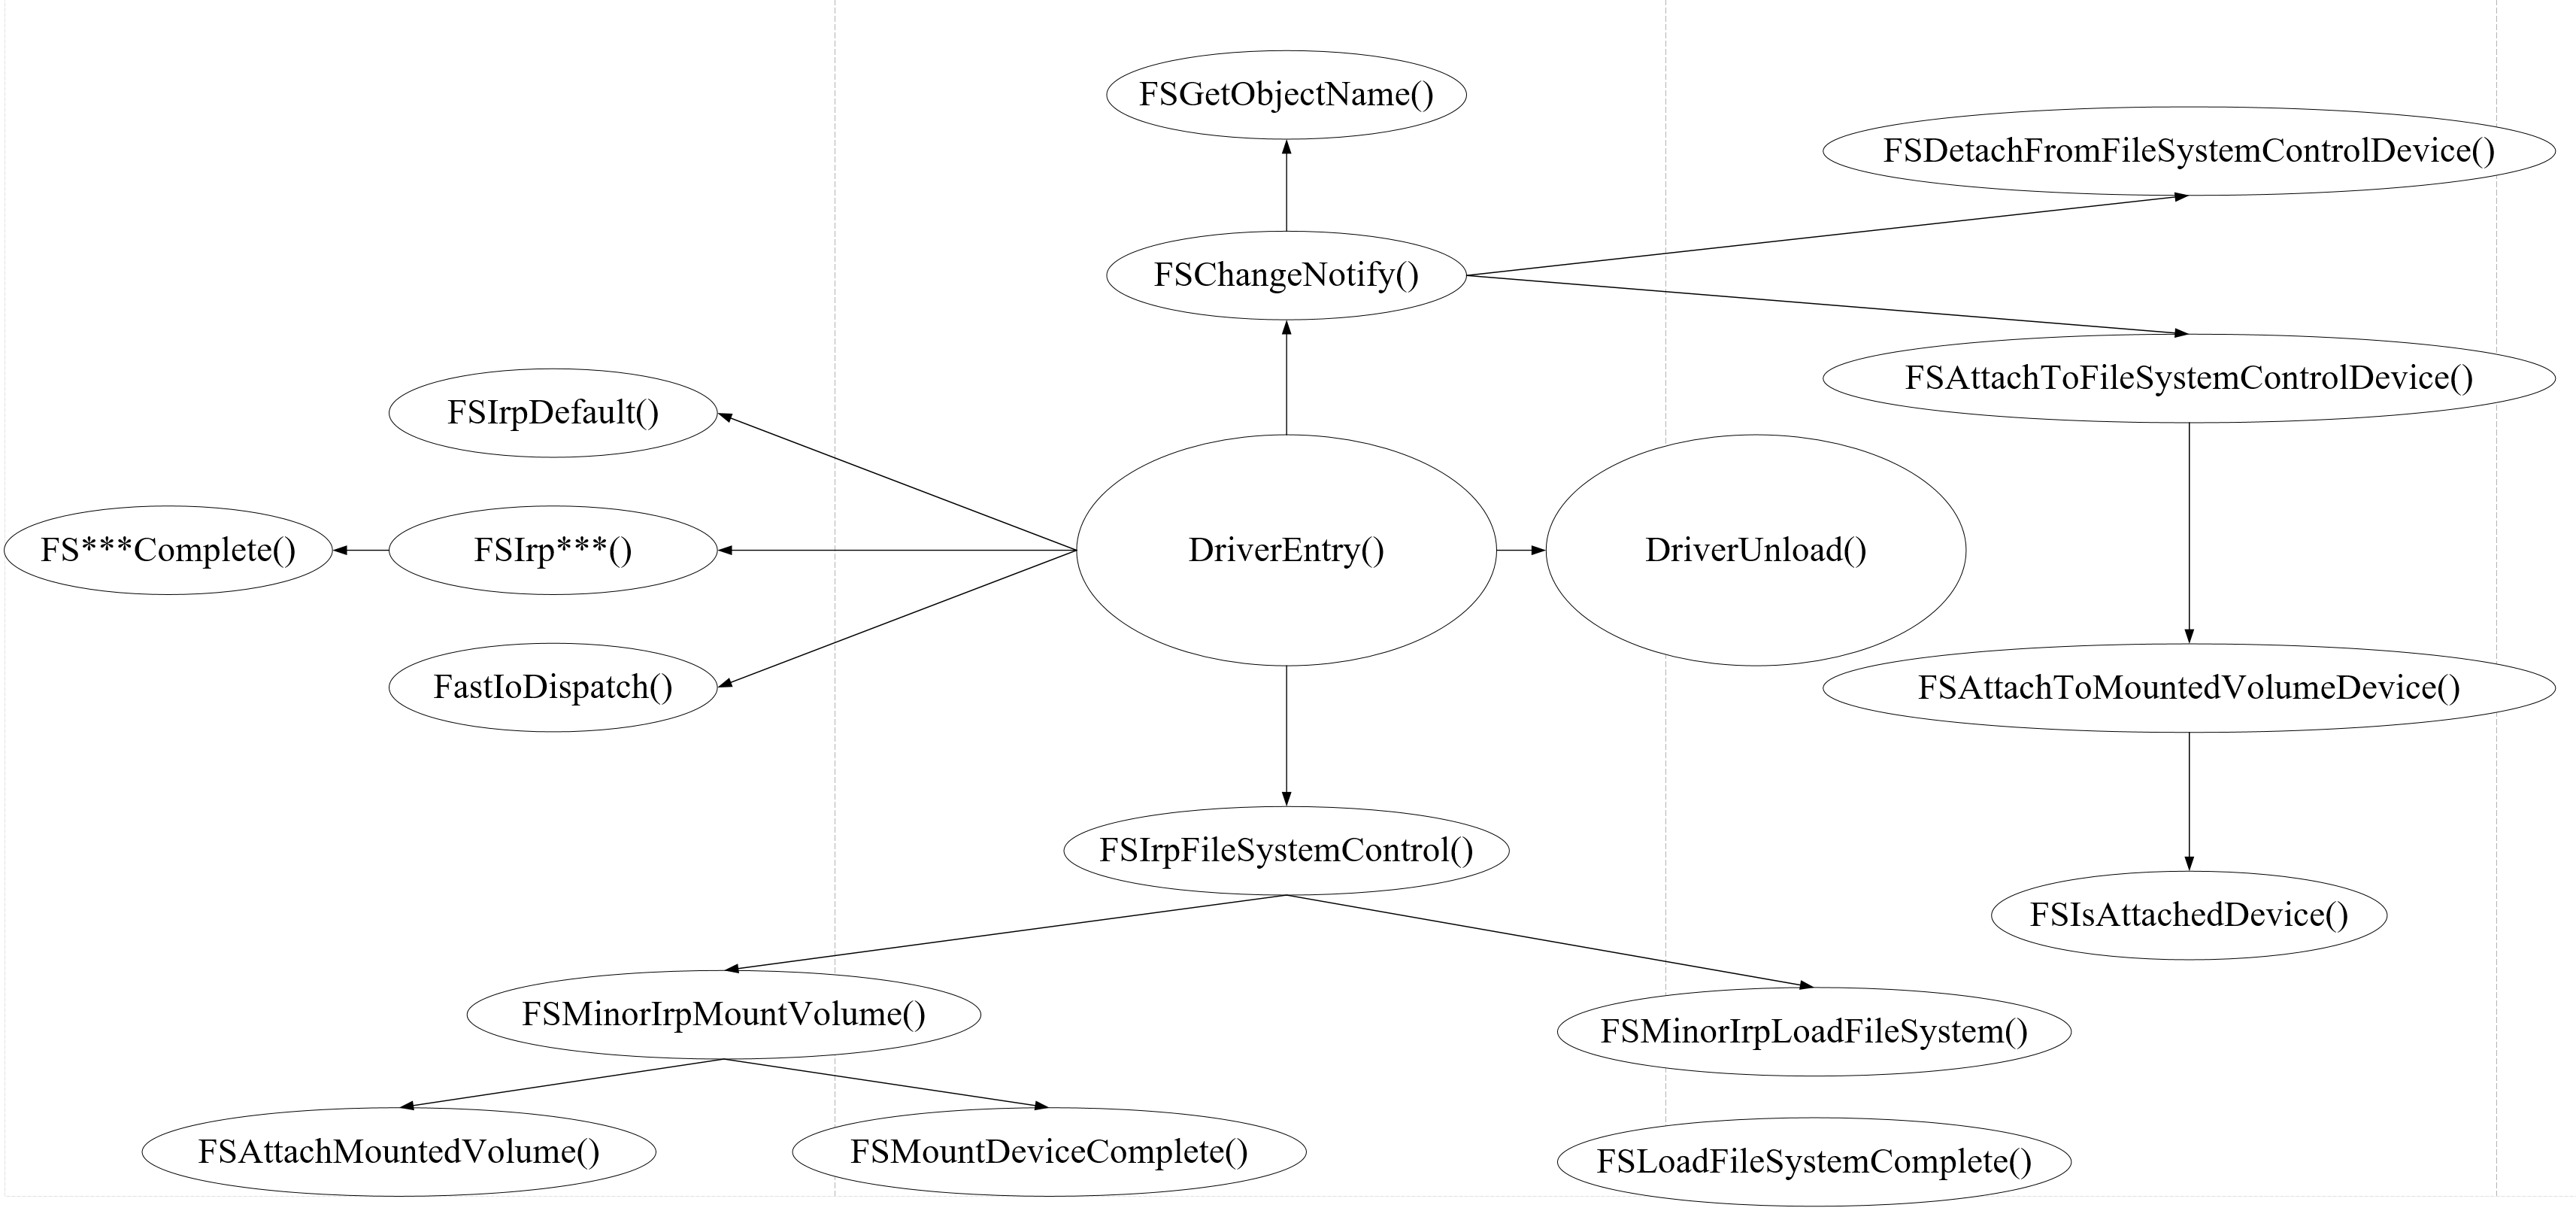 FSGetObjectName()
FSDetachFromFileSystemControlDevice()
FSChangeNotify()
FSAttachToFileSystemControlDevice()
FSIrpDefault()
FS***Complete()
FSIrp***()
DriverEntry()
DriverUnload()
FastIoDispatch()
FSAttachToMountedVolumeDevice()
FSIrpFileSystemControl()
FSIsAttachedDevice()
FSMinorIrpMountVolume()
FSMinorIrpLoadFileSystem()
FSAttachMountedVolume()
FSMountDeviceComplete()
FSLoadFileSystemComplete()